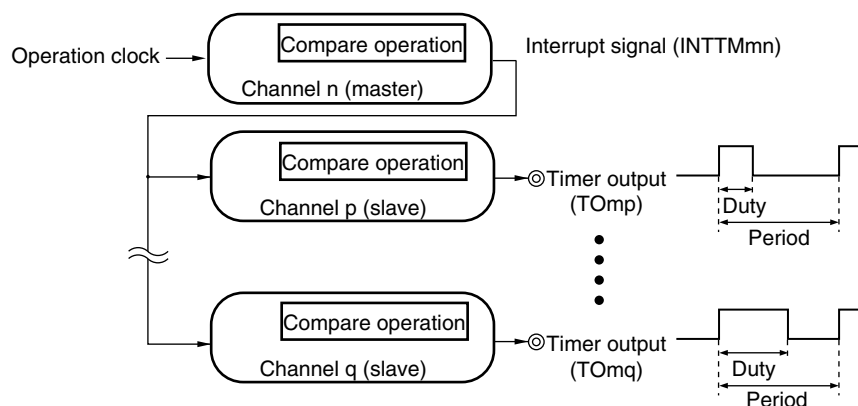 Compare operation
Operation clock
Interrupt signal (INTTMmn)
Channel n (master)
Compare operation
Timer output
(TOmp)
Channel p (slave)
Duty
Period
Compare operation
Timer output
(TOmq)
Channel q (slave)
Duty
Period